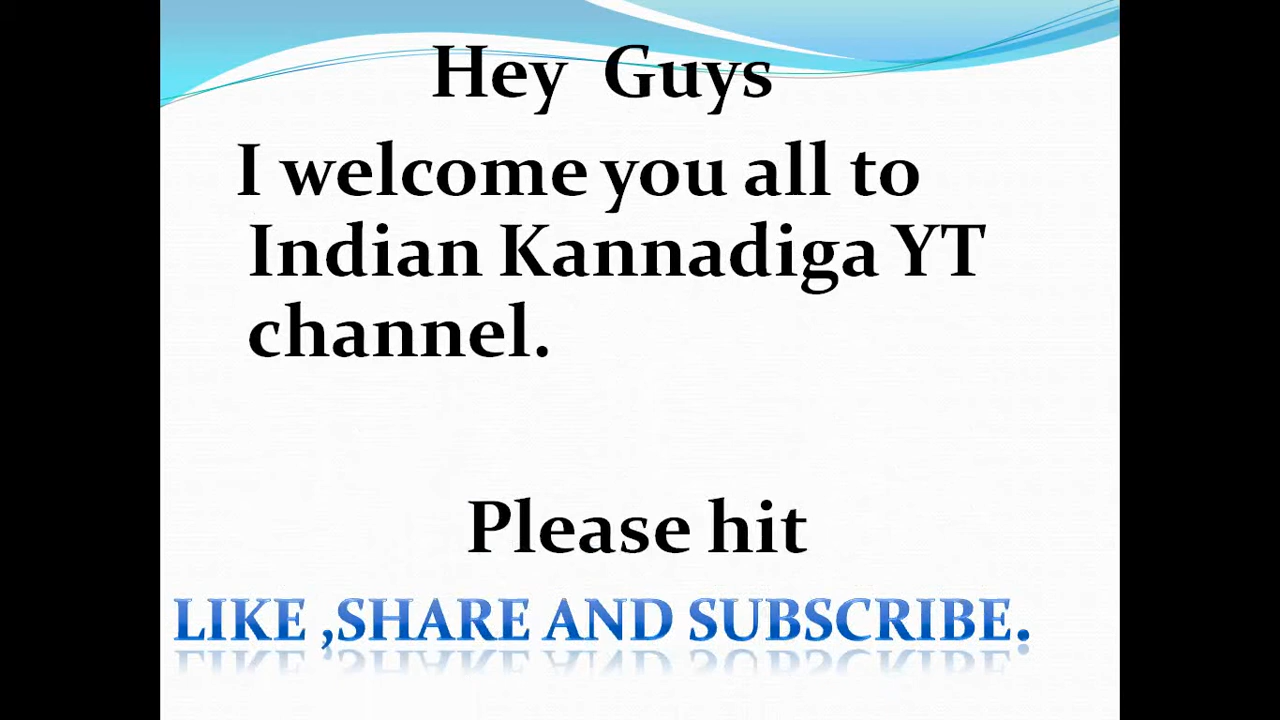 Hey Guys
I welcome you all to
Indian Kannadiga YT
channel.
Please hit
LIKE ,SHARE AND SUBSCRIBE.